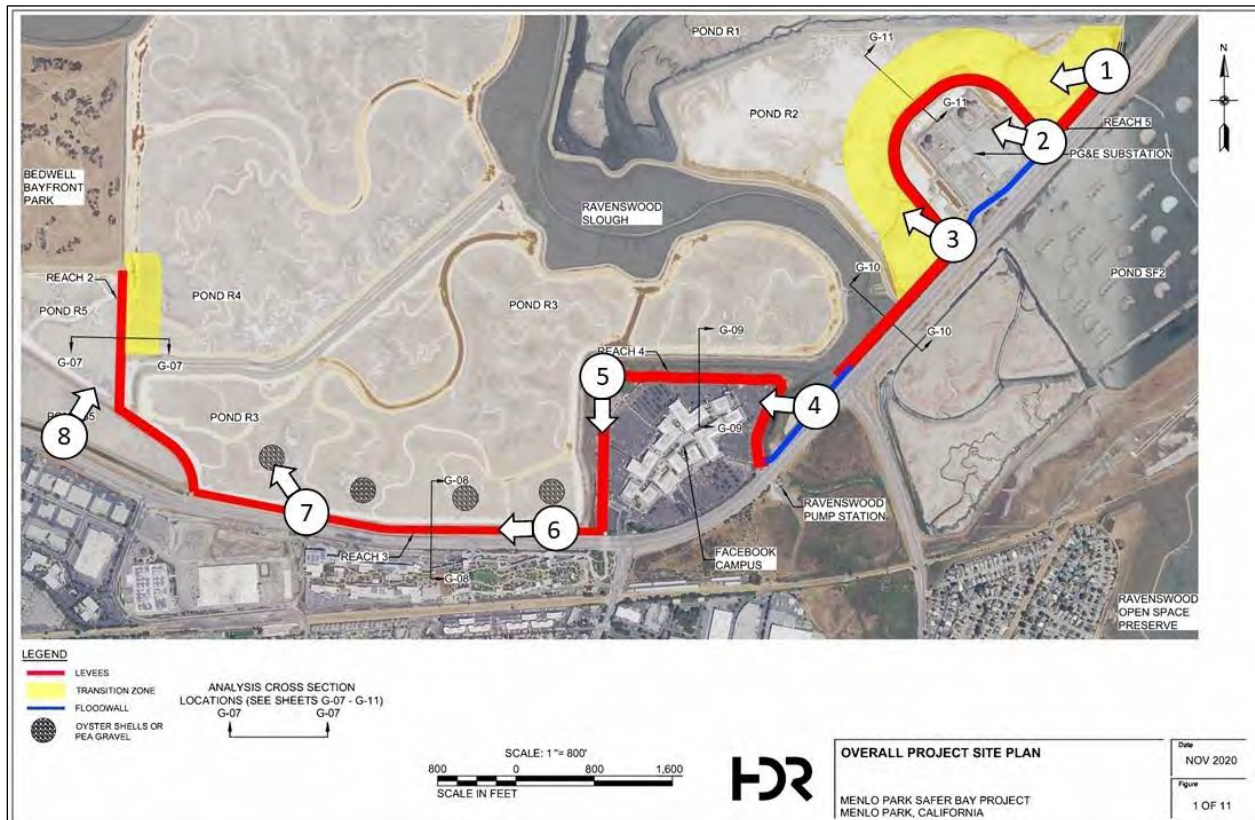 POND R1
G-11
N
1
POND R2
G-11
2
REACH 5
PG&E SUBSTATION
BEDWELL
BAYFRONT
PARK
RAVENSWOOD
SLOUGH
3
POND SF2
REACH 2
POND R5
POND R4
POND R3
G-10
G-10
G-09
REACH 4
G-07
G-07
5
POND R3
4
8
G-09
G-08
7
6
RAVENSWOOD
PUMP STATION
REACH 3
G-08
FACEBOOK
CAMPUS
RAVENSWOOD
OPEN SPACE
PRESERVE
LEGEND
LEVEES
TRANSITION ZONE
FLOODWALL
OYSTER SHELLS OR
PEA GRAVEL
ANALYSIS CROSS SECTION
LOCATIONS (SEE SHEETS G-07 - G-11)
G-07 G-07
SCALE: 1 "= 800'
800 0 800 1,600
SCALE IN FEET
HDR
OVERALL PROJECT SITE PLAN
MENLO PARK SAFER BAY PROJECT
MENLO PARK, CALIFORNIA
Date
NOV 2020
Figure
1 OF 11